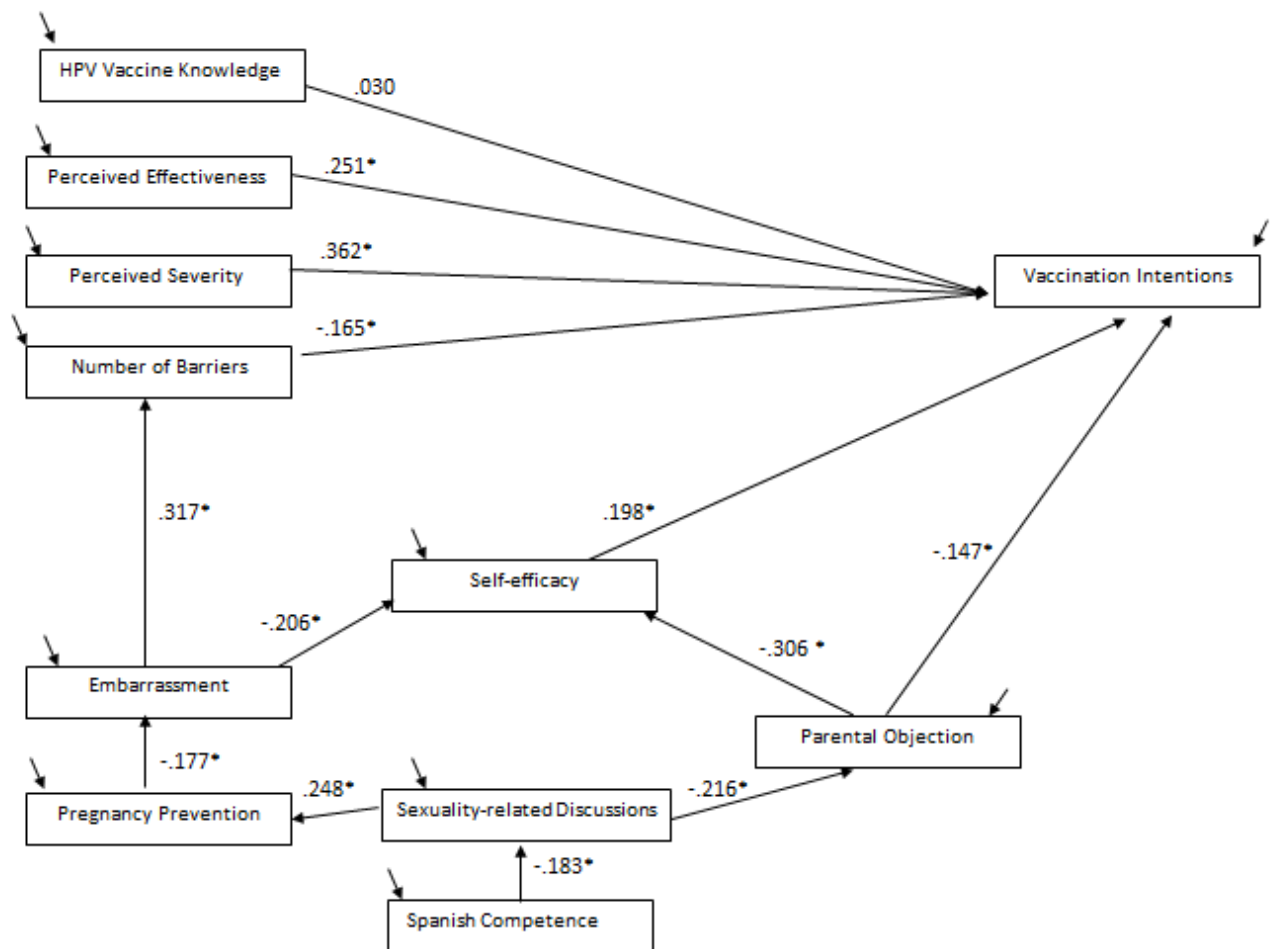 HPV Vaccine Knowledge
.030
Perceived Effectiveness
.251*
Perceived Severity
.362*
Vaccination Intentions
Number of Barriers
-.165*
.317*
.198*
-.147*
Self-efficacy
-.206*
-.306 *
Embarrassment
Parental Objection
-.177*
.248*
-.216*
Pregnancy Prevention
Sexuality-related Discussions
-.183*
Spanish Competence